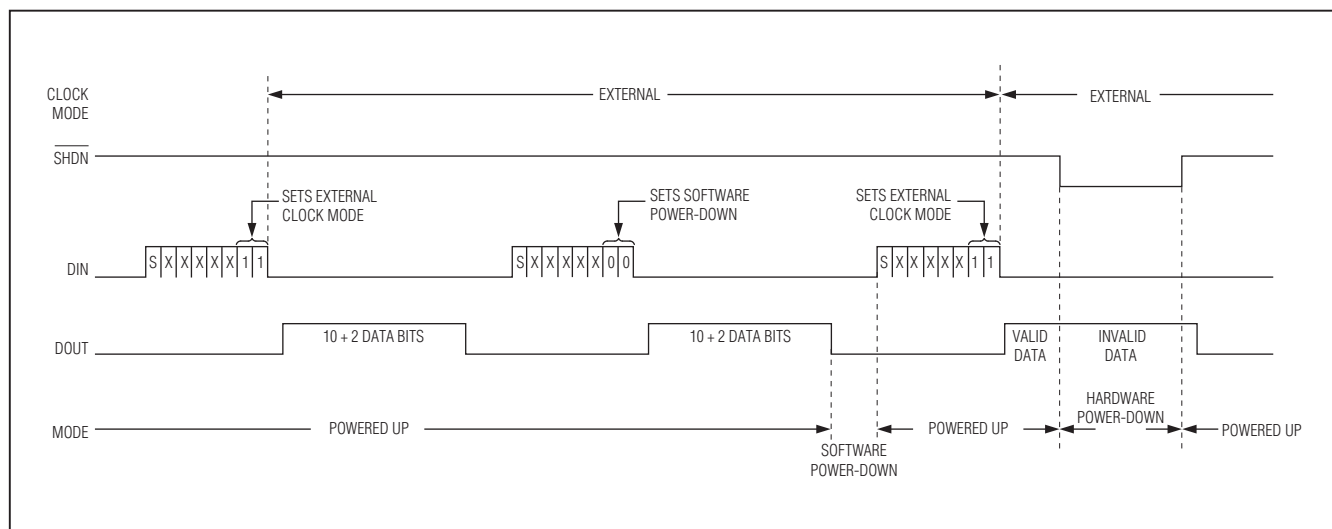 CLOCK
MODE
EXTERNAL
EXTERNAL
SHDN
SETS EXTERNAL
CLOCK MODE
SETS SOFTWARE
POWER-DOWN
SETS EXTERNAL
CLOCK MODE
DIN
S X X X X X 1 1
S X X X X X 0 0
S X X X X X 1 1
DOUT
10 + 2 DATA BITS
10 + 2 DATA BITS
VALID
DATA
INVALID
DATA
MODE
POWERED UP
SOFTWARE
POWER-DOWN
POWERED UP
HARDWARE
POWER-DOWN
POWERED UP